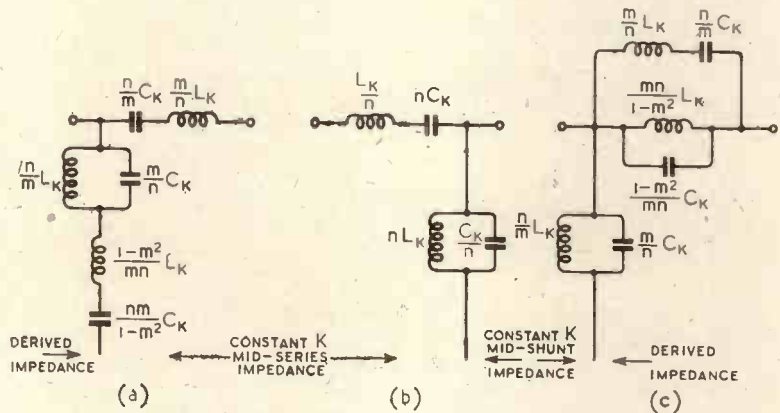 n/m C_K m/n L_K
n/m L_K
m/n C_K
1-m²/mn L_K
nm/1-m² C_K
DERIVED
IMPEDANCE
(a)
CONSTANT K
MID-SERIES
IMPEDANCE
L_K/n
nC_K
nL_K
C_K/n
(b)
CONSTANT K
MID-SHUNT
IMPEDANCE
m/n L_K
n/m C_K
mn/1-m² L_K
1-m²/mn C_K
n/m L_K
m/n C_K
DERIVED
IMPEDANCE
(c)